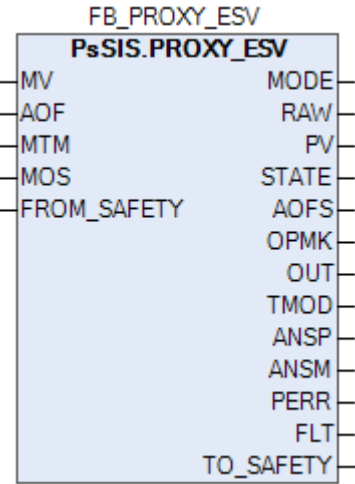 FB_PROXY_ESV
PsSIS.PROXY_ESV
MV MODE
AOF RAW
MTM PV
MOS STATE
FROM_SAFETY AOFS
OPMK
OUT
TMOD
ANSP
ANSM
PERR
FLT
TO_SAFETY